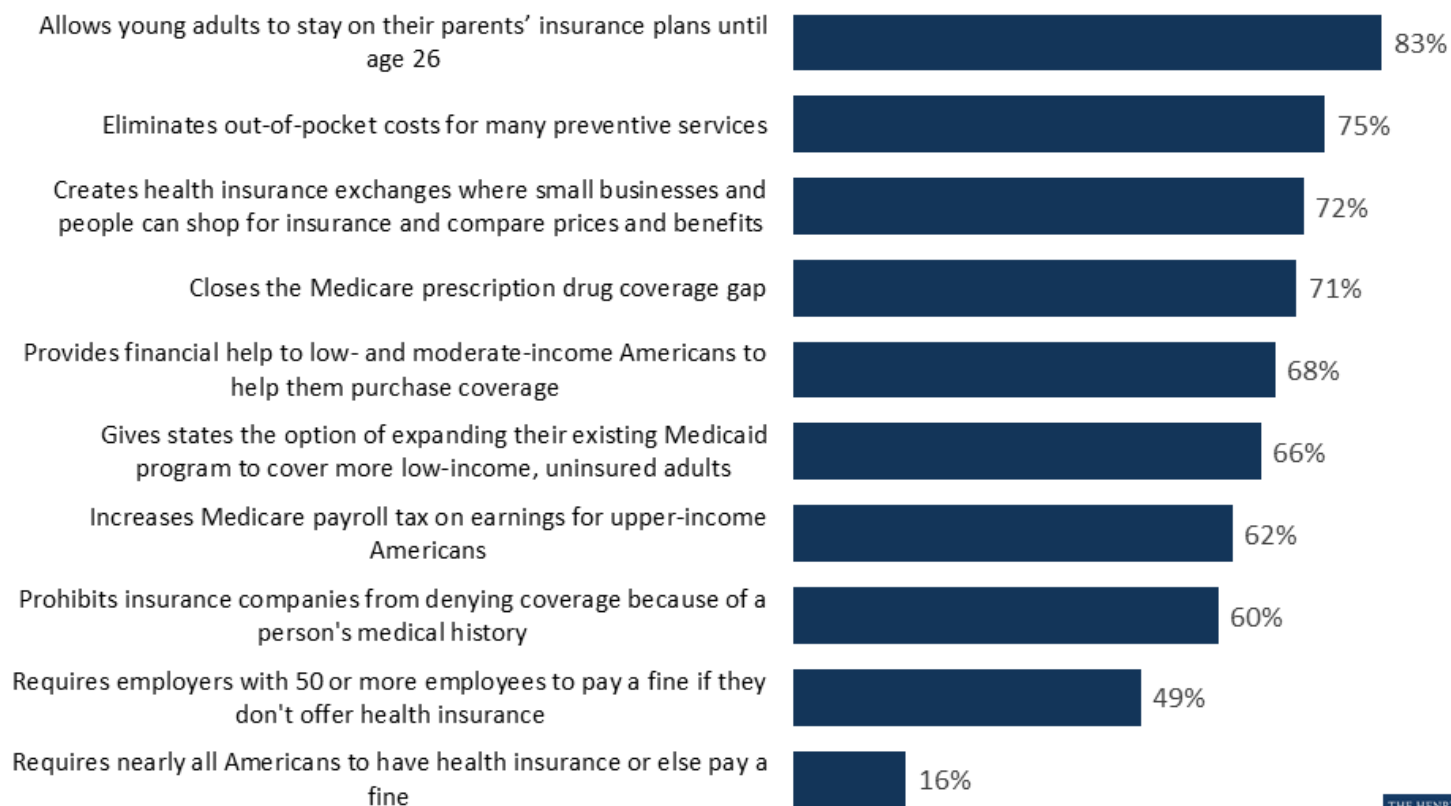 Allows young adults to stay on their parents’ insurance plans until
age 26
83%
Eliminates out-of-pocket costs for many preventive services
75%
Creates health insurance exchanges where small businesses and
people can shop for insurance and compare prices and benefits
72%
Closes the Medicare prescription drug coverage gap
71%
Provides financial help to low- and moderate-income Americans to
help them purchase coverage
68%
Gives states the option of expanding their existing Medicaid
program to cover more low-income, uninsured adults
66%
Increases Medicare payroll tax on earnings for upper-income
Americans
62%
Prohibits insurance companies from denying coverage because of a
person's medical history
60%
Requires employers with 50 or more employees to pay a fine if they
don't offer health insurance
49%
Requires nearly all Americans to have health insurance or else pay a
fine
16%